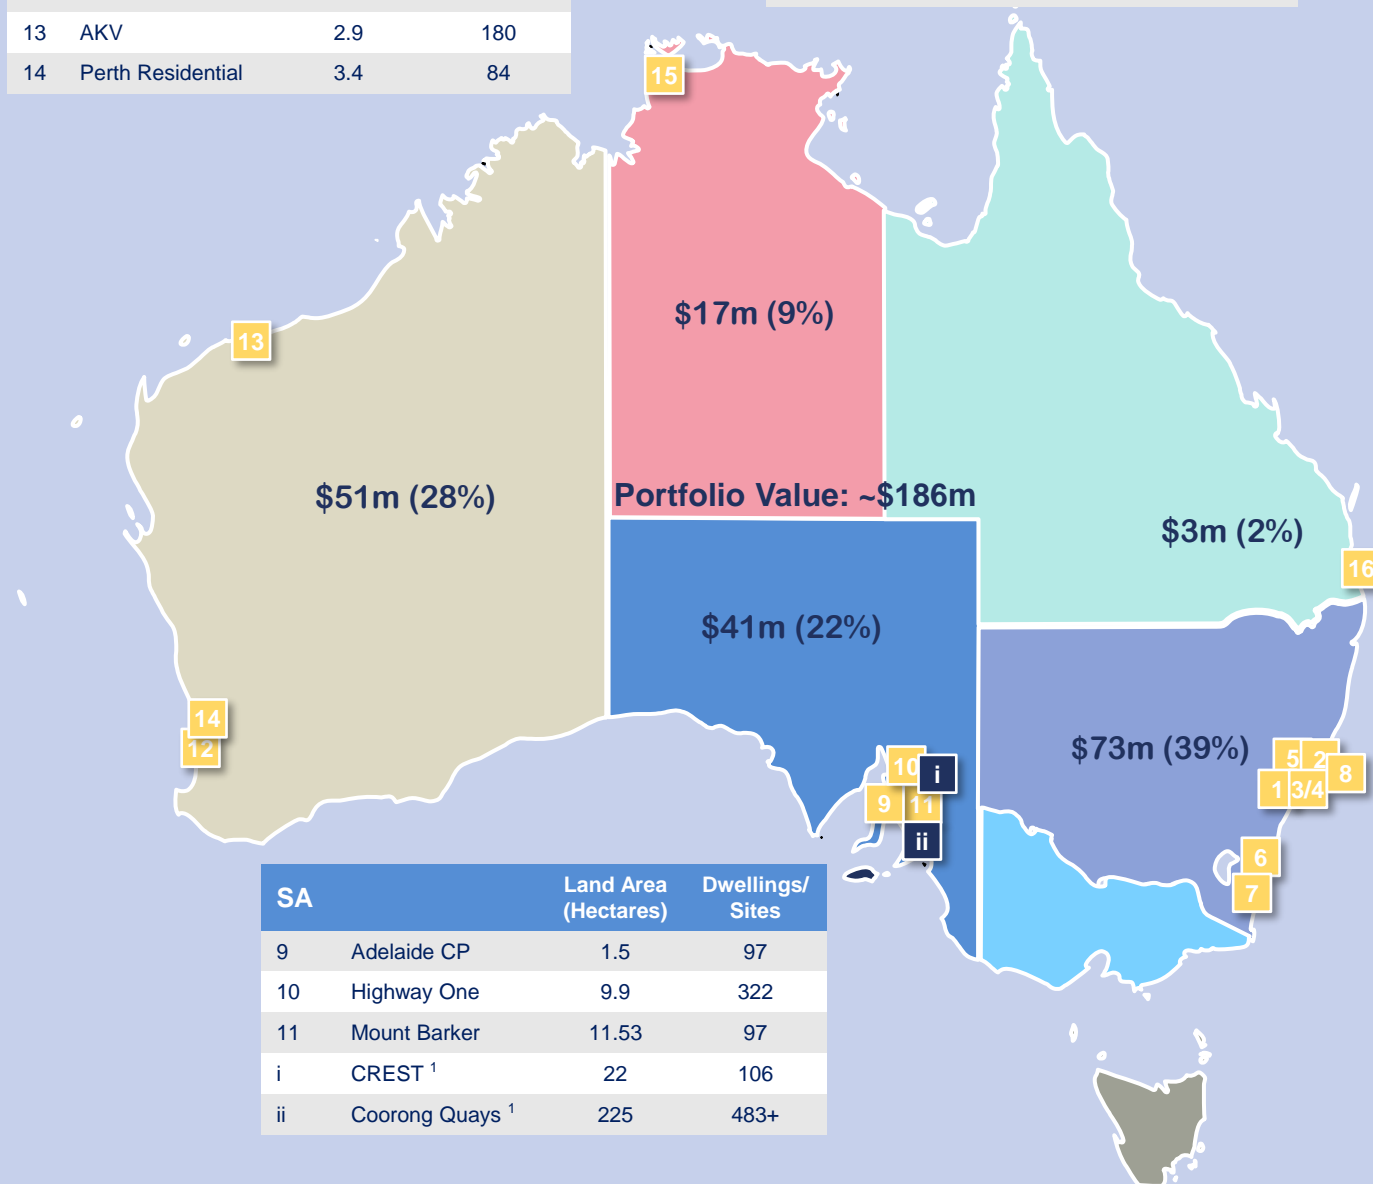 13 AKV 2.9 180
14 Perth Residential 3.4 84
15
$17m (9%)
13
$51m (28%)
Portfolio Value: ~$186m
$3m (2%)
16
$41m (22%)
14
12
$73m (39%)
5 2
8
1 3/4
10 i
9 11
ii
6
7
SA Land Area (Hectares) Dwellings/ Sites
9 Adelaide CP 1.5 97
10 Highway One 9.9 322
11 Mount Barker 11.53 97
i CREST 1 22 106
ii Coorong Quays 1 225 483+